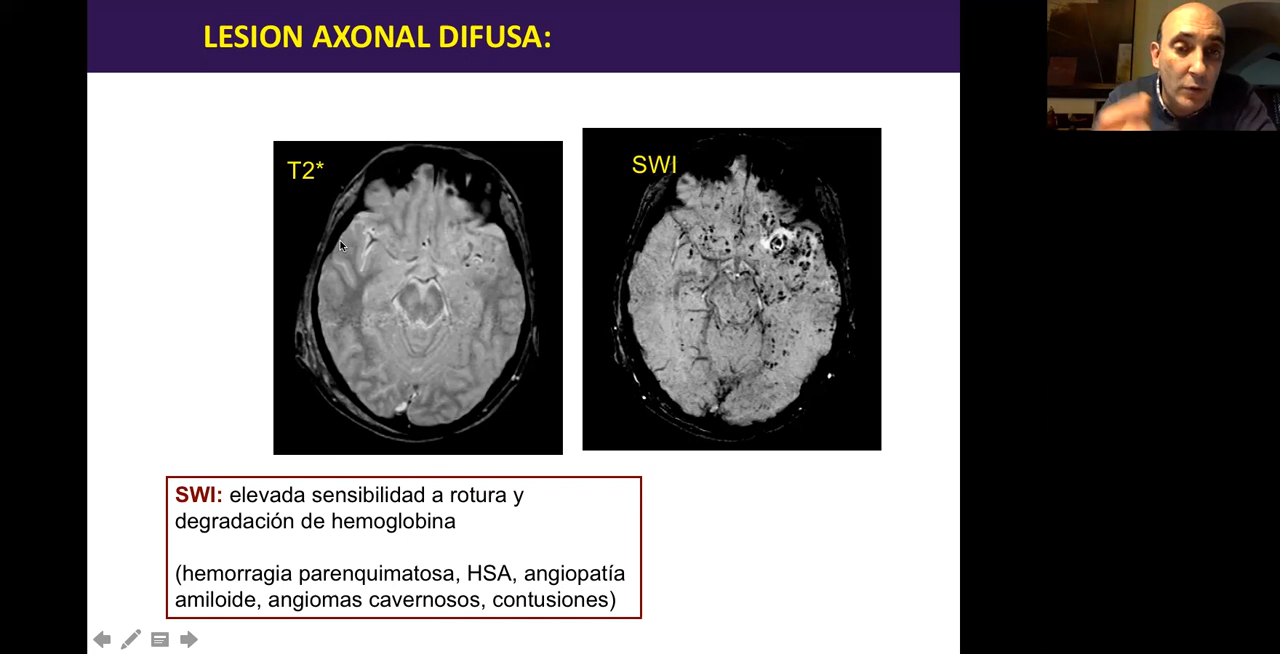 LESION AXONAL DIFUSA:
T2*
SWI
SWI: elevada sensibilidad a rotura y
degradación de hemoglobina
(hemorragia parenquimatosa, HSA, angiopatía
amiloide, angiomas cavernosos, contusiones)